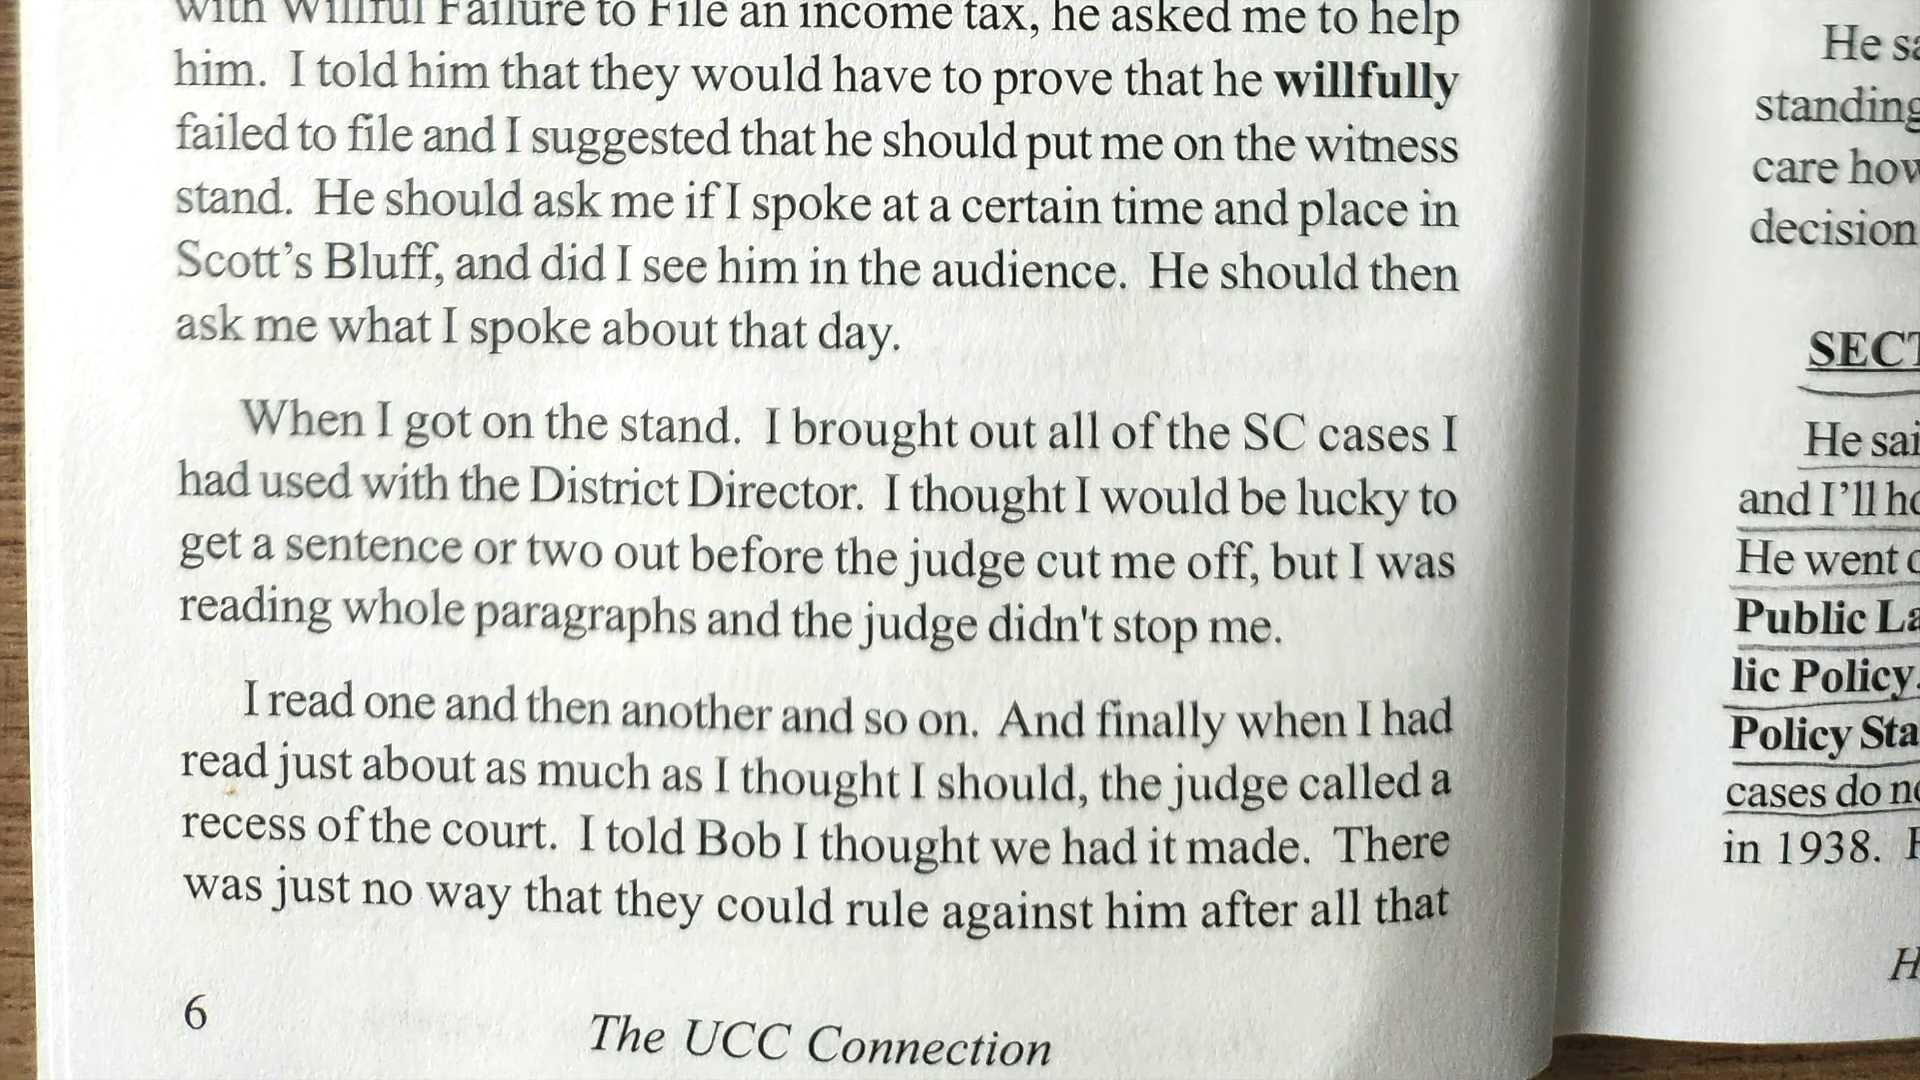 with Willful Failure to File an income tax, he asked me to help
him. I told him that they would have to prove that he willfully
failed to file and I suggested that he should put me on the witness
stand. He should ask me if I spoke at a certain time and place in
Scott's Bluff, and did I see him in the audience. He should then
ask me what I spoke about that day.
When I got on the stand. I brought out all of the SC cases I
had used with the District Director. I thought I would be lucky to
get a sentence or two out before the judge cut me off, but I was
reading whole paragraphs and the judge didn't stop me.
I read one and then another and so on. And finally when I had
read just about as much as I thought I should, the judge called a
recess of the court. I told Bob I thought we had it made. There
was just no way that they could rule against him after all that
6
The UCC Connection
He
standing
care
decision
He
and I'll
He went
Public
lic Policy.
Policy
cases do
in 1938.